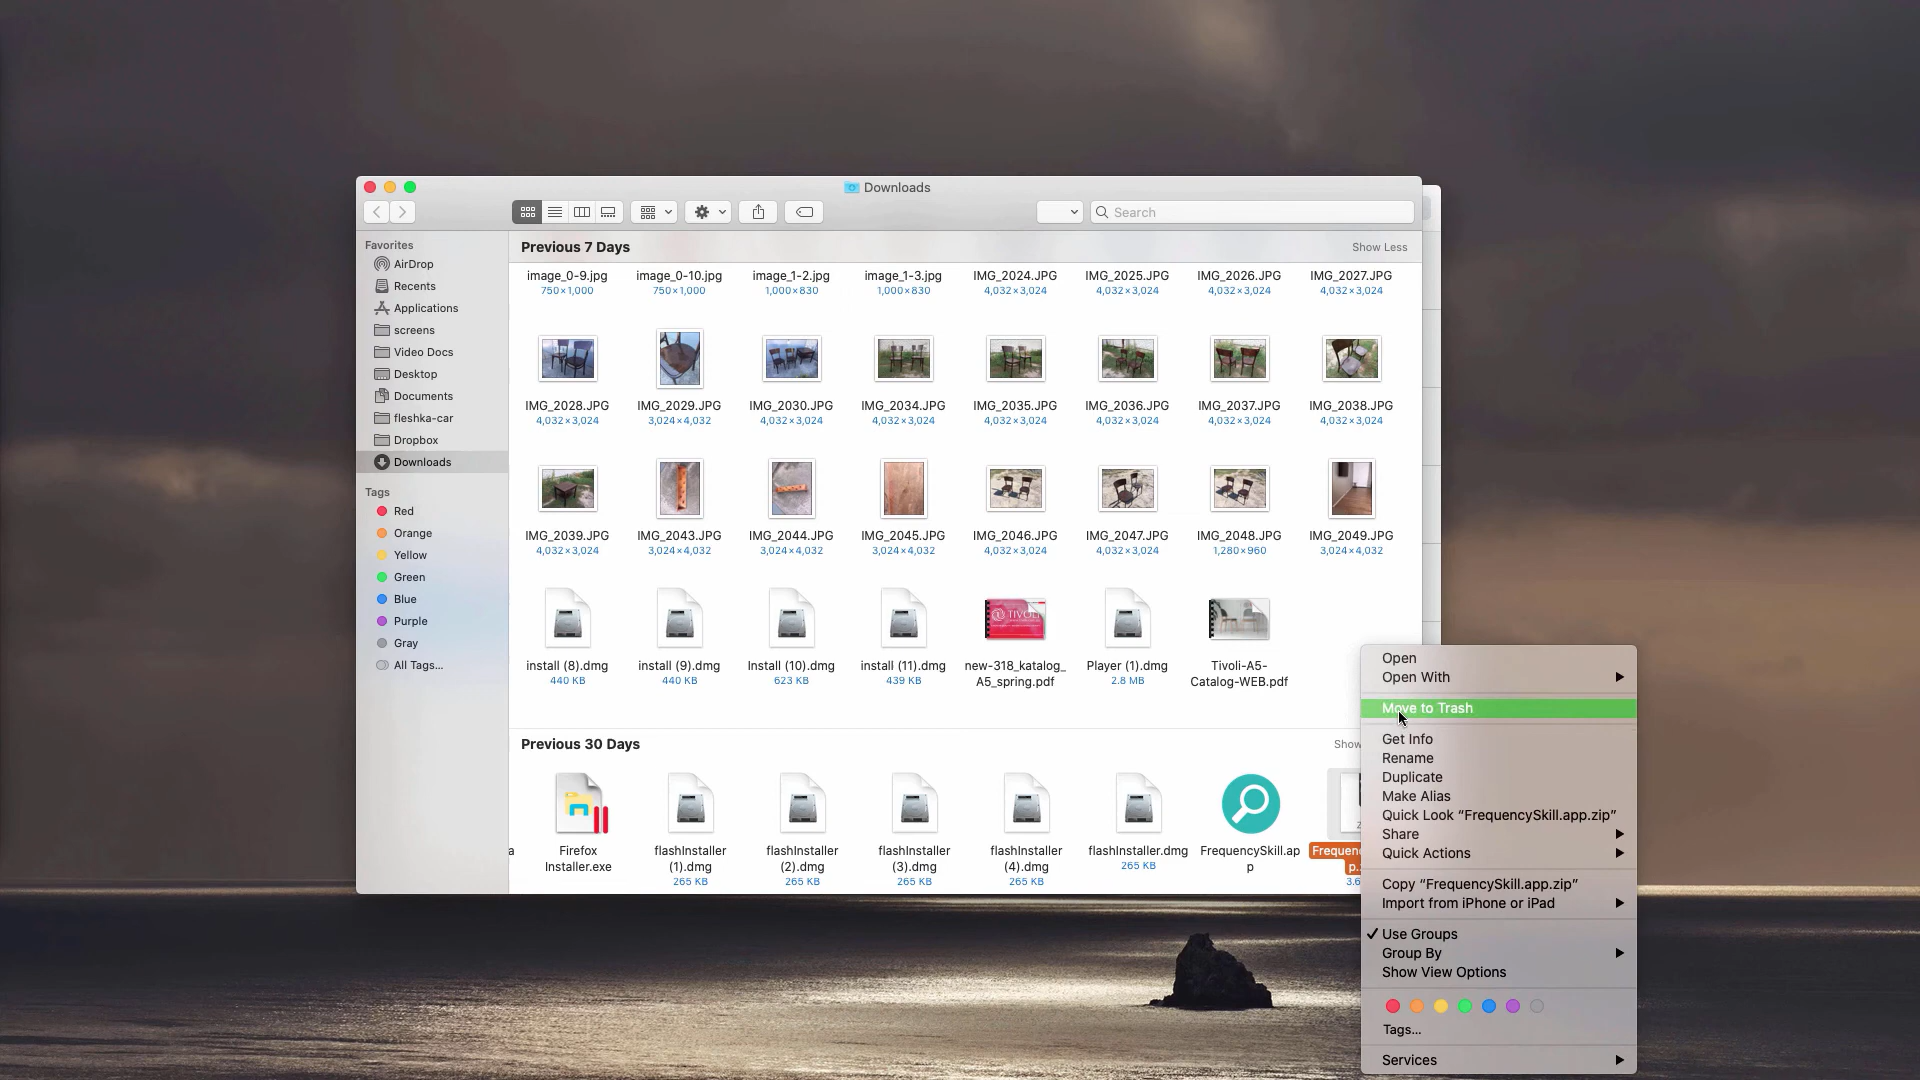 Downloads
Search
Favorites
AirDrop
Recents
Applications
screens
Video Docs
Desktop
Documents
fleshka-car
Dropbox
Downloads
Tags
Red
Orange
Yellow
Green
Blue
Purple
Gray
All Tags...
Previous 7 Days
Show Less
image_0-9.jpg image_0-10.jpg image_1-2.jpg image_1-3.jpg IMG_2024.JPG IMG_2025.JPG IMG_2026.JPG IMG_2027.JPG
750×1,000 750×1,000 1,000×830 1,000×830 4,032×3,024 4,032×3,024 4,032×3,024 4,032×3,024
IMG_2028.JPG IMG_2029.JPG IMG_2030.JPG IMG_2034.JPG IMG_2035.JPG IMG_2036.JPG IMG_2037.JPG IMG_2038.JPG
4,032×3,024 3,024×4,032 4,032×3,024 4,032×3,024 4,032×3,024 4,032×3,024 4,032×3,024 4,032×3,024
IMG_2039.JPG IMG_2043.JPG IMG_2044.JPG IMG_2045.JPG IMG_2046.JPG IMG_2047.JPG IMG_2048.JPG IMG_2049.JPG
4,032×3,024 3,024×4,032 3,024×4,032 3,024×4,032 4,032×3,024 4,032×3,024 1,280×960 3,024×4,032
TIVOLI
install (8).dmg install (9).dmg Install (10).dmg install (11).dmg new-318_katalog_ Player (1).dmg Tivoli-A5-
440 KB 440 KB 623 KB 439 KB A5_spring.pdf 2.8 MB Catalog-WEB.pdf
Previous 30 Days
Show
a Firefox flashInstaller flashInstaller flashInstaller flashInstaller flashInstaller.dmg FrequencySkill.ap Frequen
Installer.exe (1).dmg (2).dmg (3).dmg (4).dmg 265 KB p p.
265 KB 265 KB 265 KB 265 KB 3.6
Open
Open With
Move to Trash
Get Info
Rename
Duplicate
Make Alias
Quick Look “FrequencySkill.app.zip”
Share
Quick Actions
Copy “FrequencySkill.app.zip”
Import from iPhone or iPad
Use Groups
Group By
Show View Options
Tags...
Services